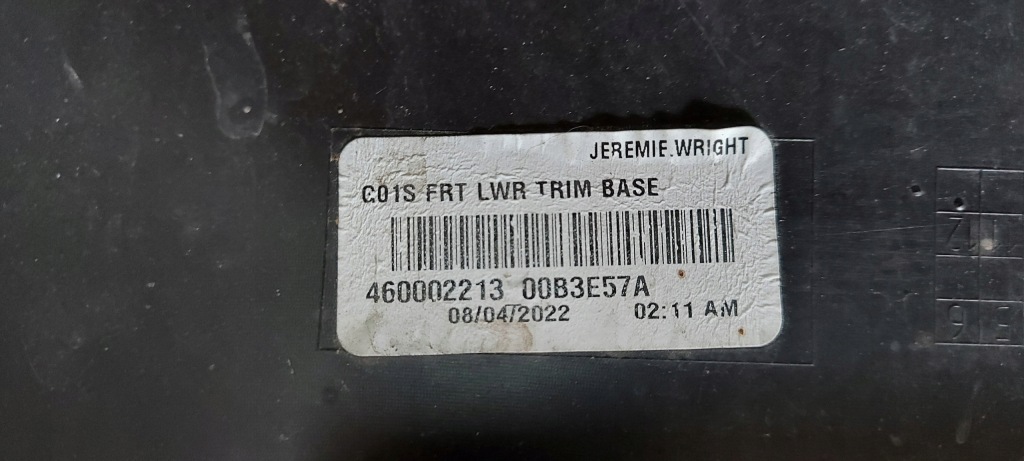 JEREMIE.WRIGHT
C01S FRT LWR TRIM BASE
460002213 00B3E57A
08/04/2022 02:11 AM